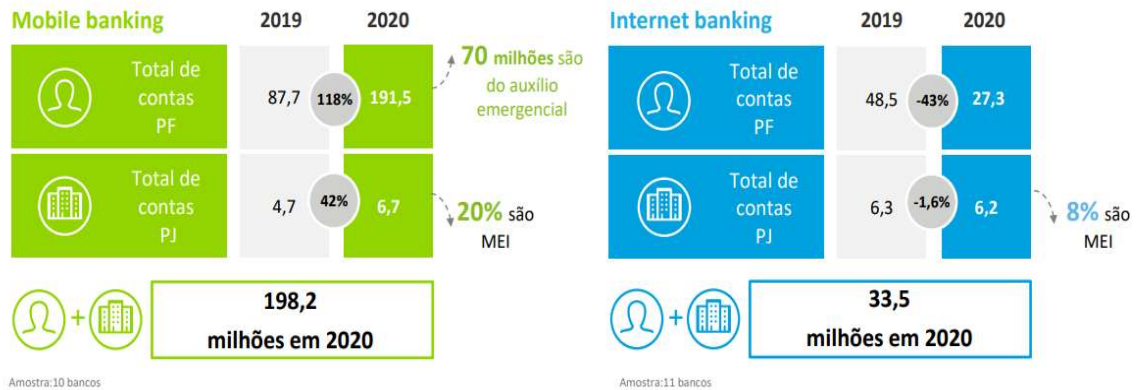 Mobile banking
2019
2020
Total de
contas
PF
87,7
118%
191,5
70 milhões são
do auxílio
emergencial
Total de
contas
PJ
4,7
42%
6,7
20% são
MEI
+
198,2
milhões em 2020
Amostra:10 bancos
Internet banking
2019
2020
Total de
contas
PF
48,5
-43%
27,3
Total de
contas
PJ
6,3
-1,6%
6,2
8% são
MEI
+
33,5
milhões em 2020
Amostra:11 bancos